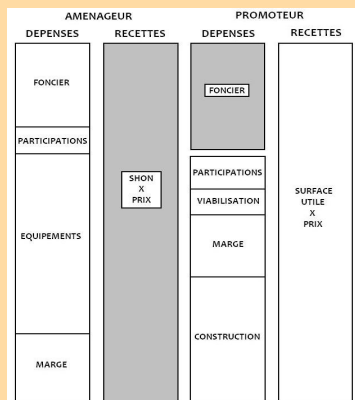 AMENAGEUR
PROMOTEUR
DEPENSES
RECETTES
DEPENSES
RECETTES
FONCIER
PARTICIPATIONS
EQUIPEMENTS
MARGE
SHON
X
PRIX
FONCIER
PARTICIPATIONS
VIABILISATION
MARGE
CONSTRUCTION
SURFACE
UTILE
X
PRIX